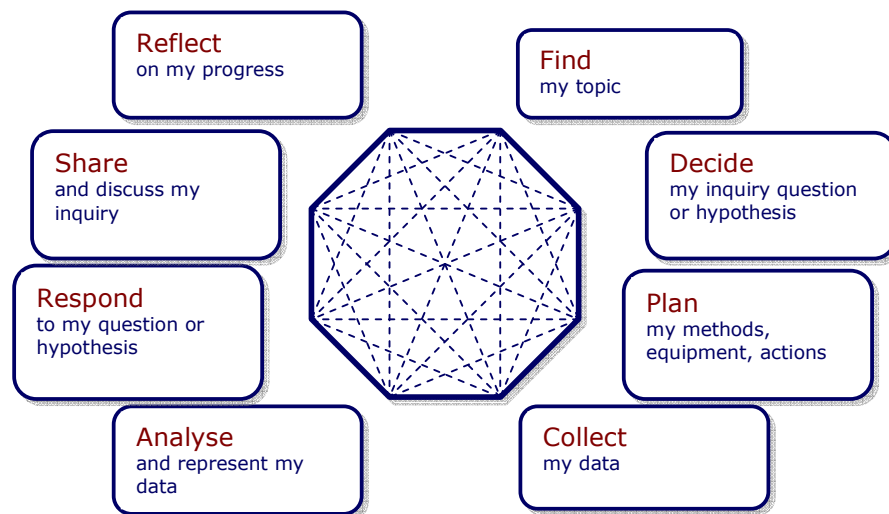 Reflect
on my progress
Find
my topic
Share
and discuss my
inquiry
Decide
my inquiry question
or hypothesis
Respond
to my question or
hypothesis
Plan
my methods,
equipment, actions
Analyse
and represent my
data
Collect
my data